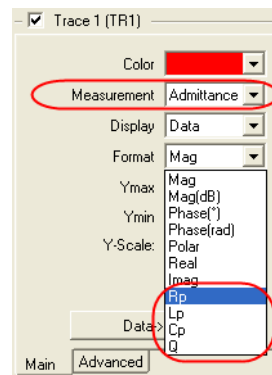 Trace 1 (TR1)
Color
Measurement Admittance
Display Data
Format Mag
Ymax
Ymin
Y-Scale:
Mag
Mag(dB)
Phase(°)
Phase(rad)
Polar
Real
Imag
Rp
Lp
Cp
Q
Data>
Main Advanced